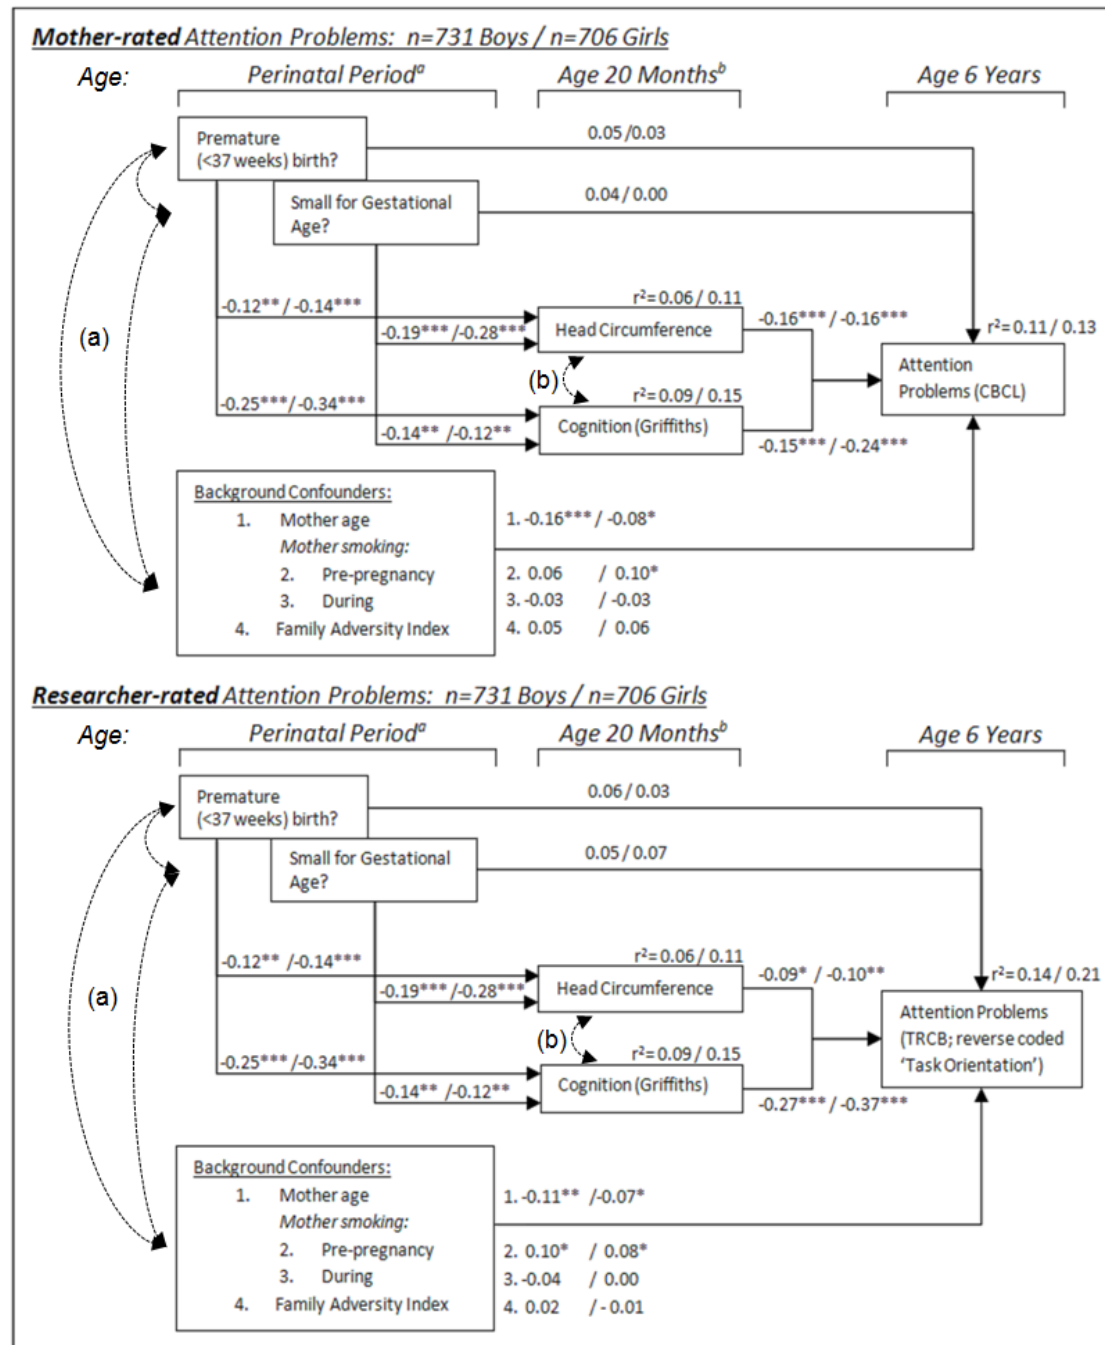 Mother-rated Attention Problems: n=731 Boys / n=706 Girls
Age: Perinatal Periodᵃ Age 20 Monthsᵇ Age 6 Years
Premature
(<37 weeks) birth?
0.05/0.03
Small for Gestational
Age?
0.04 / 0.00
-0.12** / -0.14***
r²= 0.06 / 0.11
-0.19*** /-0.28***
Head Circumference
-0.16*** / -0.16***
r²= 0.11 / 0.13
(a)
(b)
Attention
Problems (CBCL)
-0.25***/-0.34***
r²= 0.09 / 0.15
-0.14** / -0.12**
Cognition (Griffiths)
-0.15*** / -0.24***
Background Confounders:
1. Mother age
Mother smoking:
2. Pre-pregnancy
3. During
4. Family Adversity Index
1. -0.16*** / -0.08*
2. 0.06 / 0.10*
3. -0.03 / -0.03
4. 0.05 / 0.06
Researcher-rated Attention Problems: n=731 Boys / n=706 Girls
Age: Perinatal Periodᵃ Age 20 Monthsᵇ Age 6 Years
Premature
(<37 weeks) birth?
0.06/ 0.03
Small for Gestational
Age?
0.05 / 0.07
-0.12** /-0.14***
r²= 0.06 / 0.11
-0.19*** /-0.28***
Head Circumference
-0.09* / -0.10**
r²= 0.14 / 0.21
(a)
(b)
Attention Problems
(TRCB; reverse coded
‘Task Orientation’)
-0.25***/-0.34***
r²= 0.09 / 0.15
-0.14** /-0.12**
Cognition (Griffiths)
-0.27*** / -0.37***
Background Confounders:
1. Mother age
Mother smoking:
2. Pre-pregnancy
3. During
4. Family Adversity Index
1. -0.11** /-0.07*
2. 0.10* / 0.08*
3. -0.04 / 0.00
4. 0.02 / - 0.01